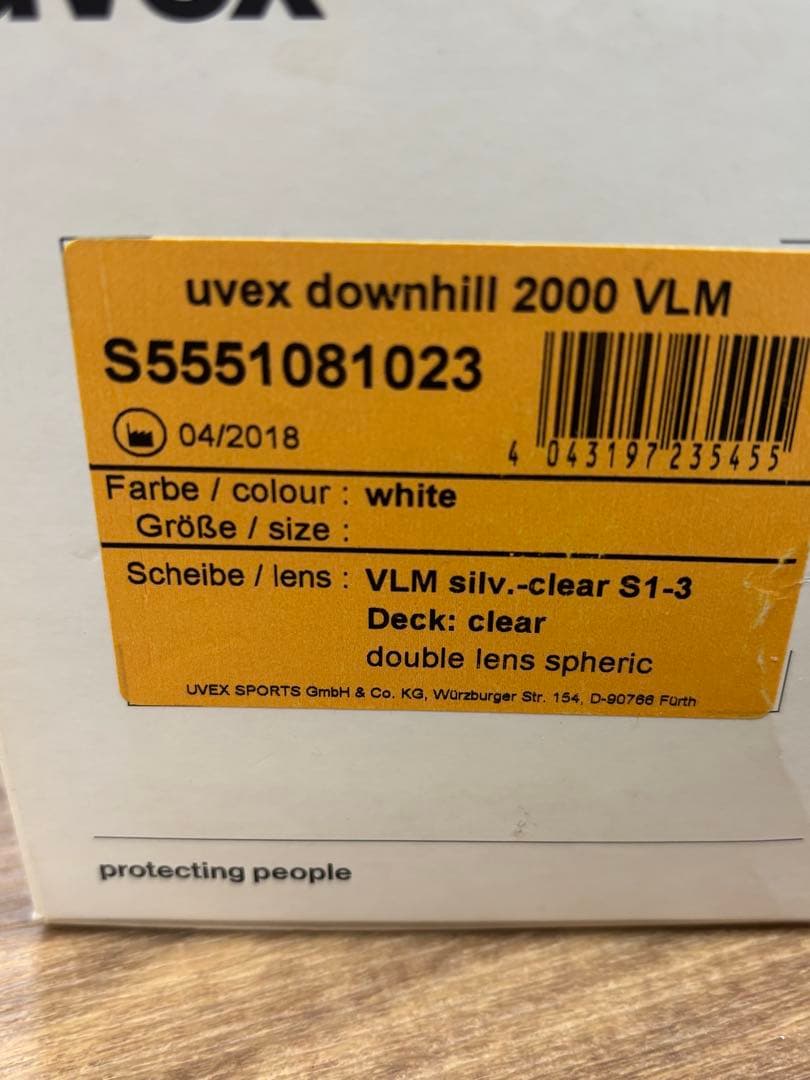 uvex
uvex downhill 2000 VLM
S5551081023
04/2018
4 043197 235455
Farbe / colour : white
Größe / size :
Scheibe / lens : VLM silv.-clear S1-3
Deck: clear
double lens spheric
UVEX SPORTS GmbH & Co. KG, Würzburger Str. 154, D-90766 Fürth
protecting people